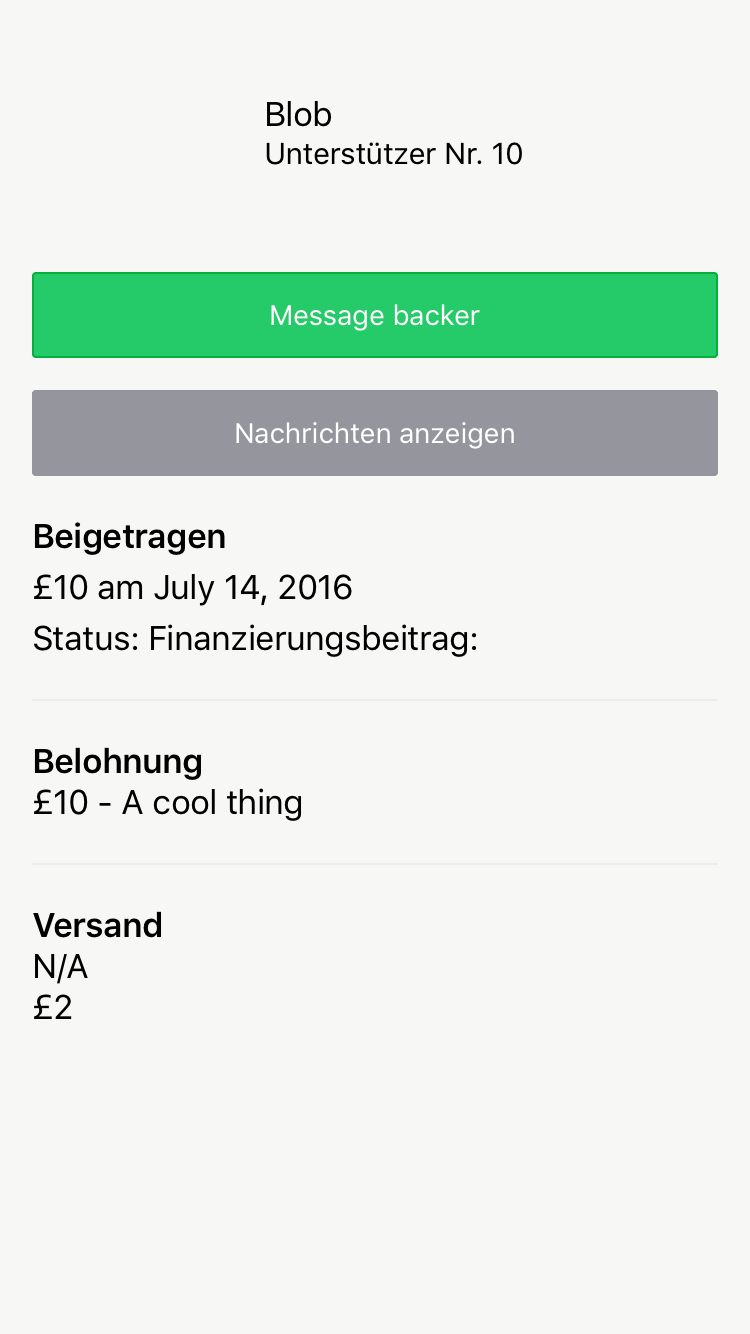 Blob
Unterstützer Nr. 10
Message backer
Nachrichten anzeigen
Beigetragen
£10 am July 14, 2016
Status: Finanzierungsbeitrag:
Belohnung
£10 - A cool thing
Versand
N/A
£2